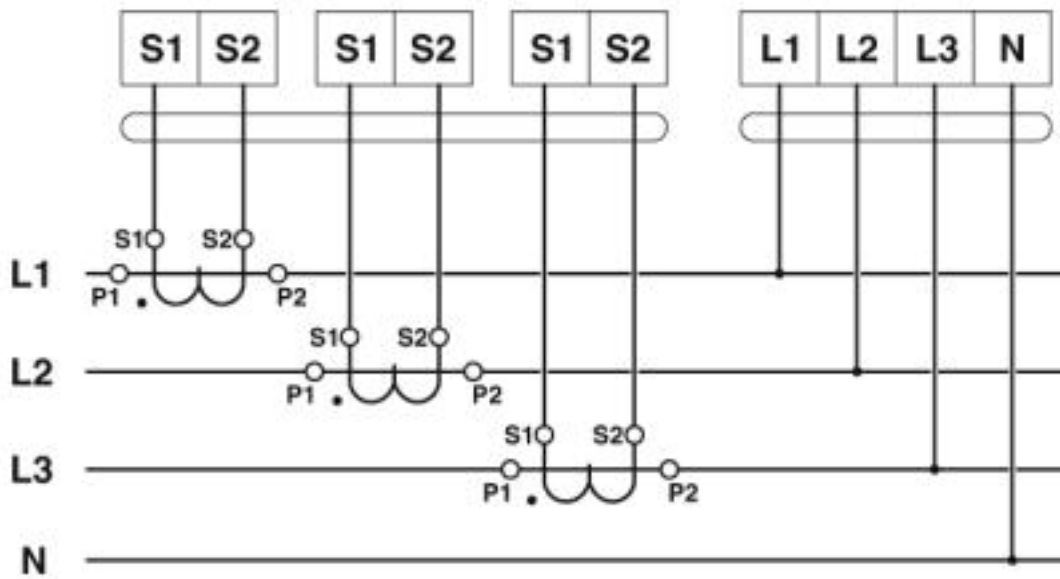 S1 S2 S1 S2 S1 S2 L1 L2 L3 N
S1 S2
L1
P1 P2
S1 S2
L2
P1 P2
S1 S2
L3
P1 P2
N